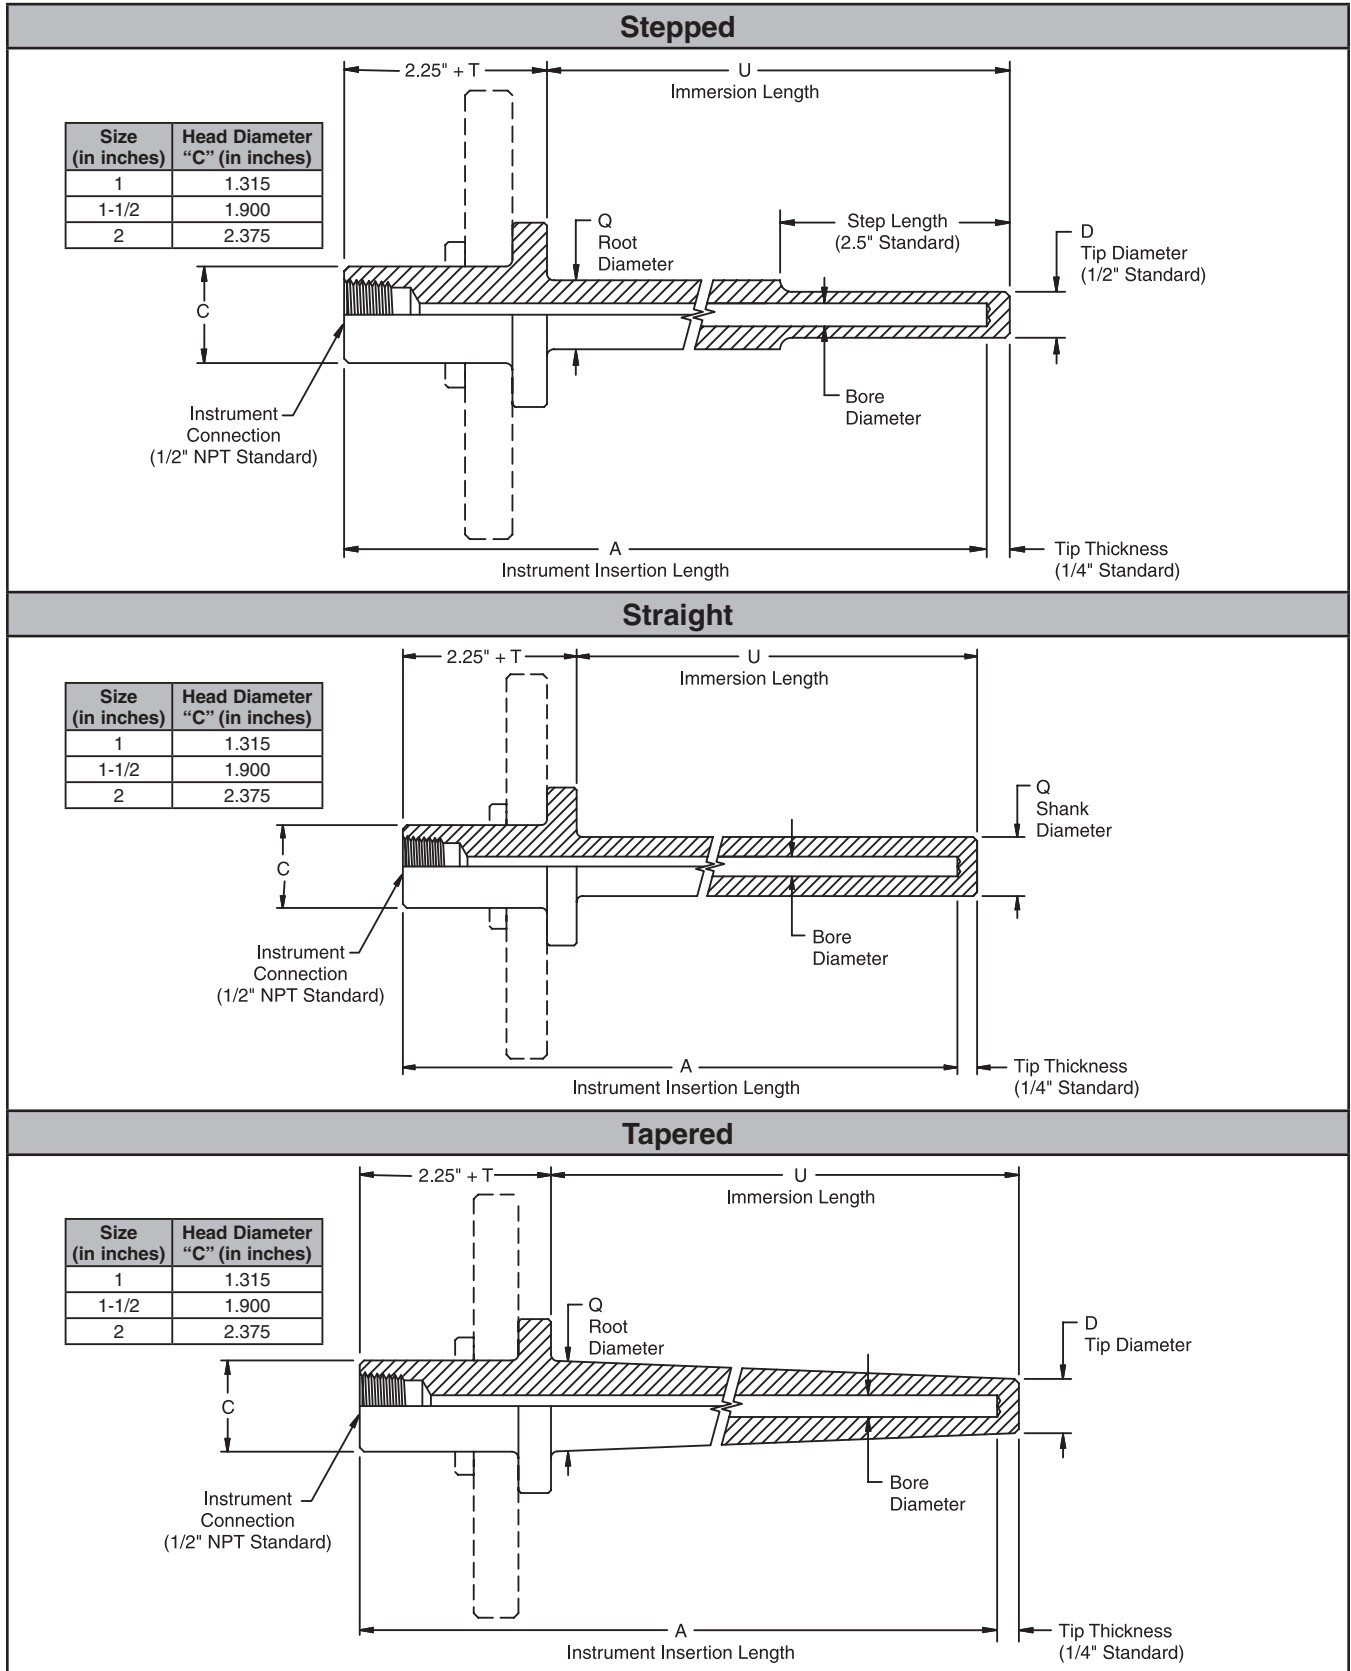 Stepped
2.25" + T
U
Immersion Length
Size
(in inches)
Head Diameter
“C” (in inches)
1 1.315
1-1/2 1.900
2 2.375
Q
Root
Diameter
Step Length
(2.5" Standard)
D
Tip Diameter
(1/2" Standard)
C
Bore
Diameter
Instrument
Connection
(1/2" NPT Standard)
A
Instrument Insertion Length
Tip Thickness
(1/4" Standard)
Straight
2.25" + T
U
Immersion Length
Size
(in inches)
Head Diameter
“C” (in inches)
1 1.315
1-1/2 1.900
2 2.375
Q
Shank
Diameter
C
Bore
Diameter
Instrument
Connection
(1/2" NPT Standard)
A
Instrument Insertion Length
Tip Thickness
(1/4" Standard)
Tapered
2.25" + T
U
Immersion Length
Size
(in inches)
Head Diameter
“C” (in inches)
1 1.315
1-1/2 1.900
2 2.375
Q
Root
Diameter
D
Tip Diameter
C
Bore
Diameter
Instrument
Connection
(1/2" NPT Standard)
A
Instrument Insertion Length
Tip Thickness
(1/4" Standard)